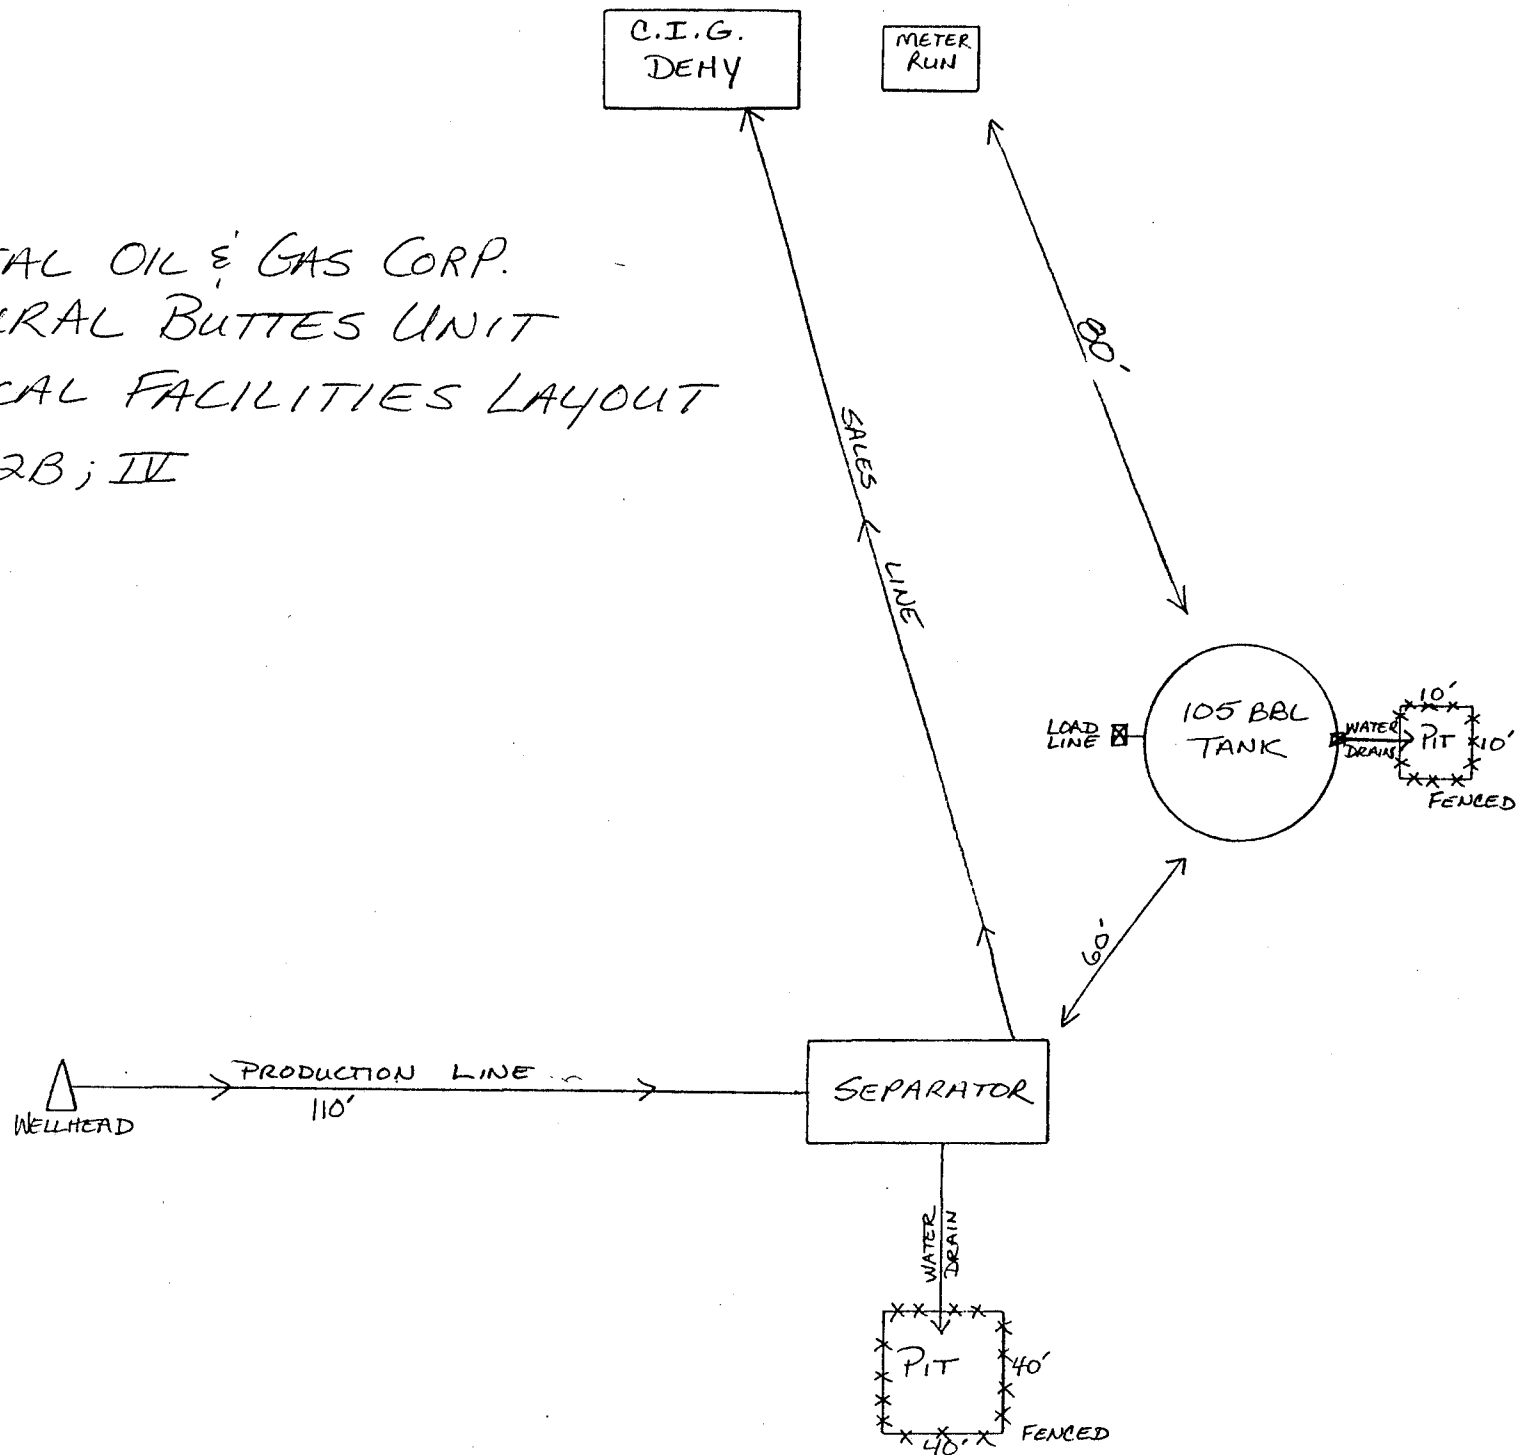 C.I.G.
DEHY
METER
RUN
TAL OIL & GAS CORP.
RAL BUTTES UNIT
CAL FACILITIES LAYOUT
2B; IV
80'
SALES LINE
LOAD
LINE
105 BBL
TANK
WATER
DRAIN
10'
PIT
10'
FENCED
60'
PRODUCTION LINE
110'
WELLHEAD
SEPARATOR
WATER
DRAIN
PIT
40'
40'
FENCED